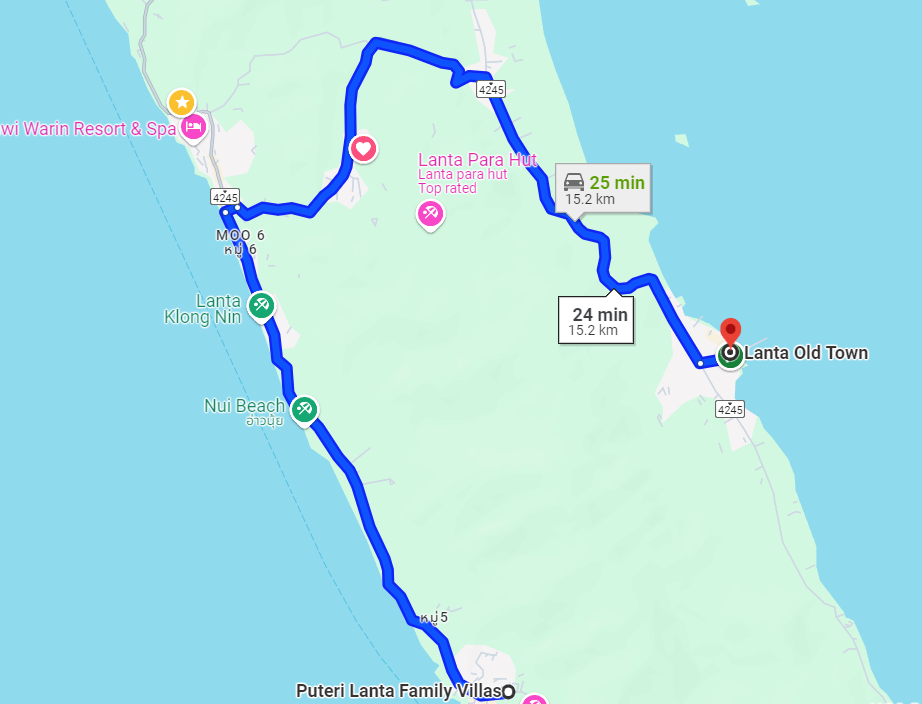 wi Warin Resort & Spa
4245
Lanta Para Hut
Lanta para hut
Top rated
25 min
15.2 km
4245
MOO 6
หมู่ 6
Lanta
Klong Nin
24 min
15.2 km
Lanta Old Town
Nui Beach
อ่าวนุ้ย
4245
หมู่5
Puteri Lanta Family Villas